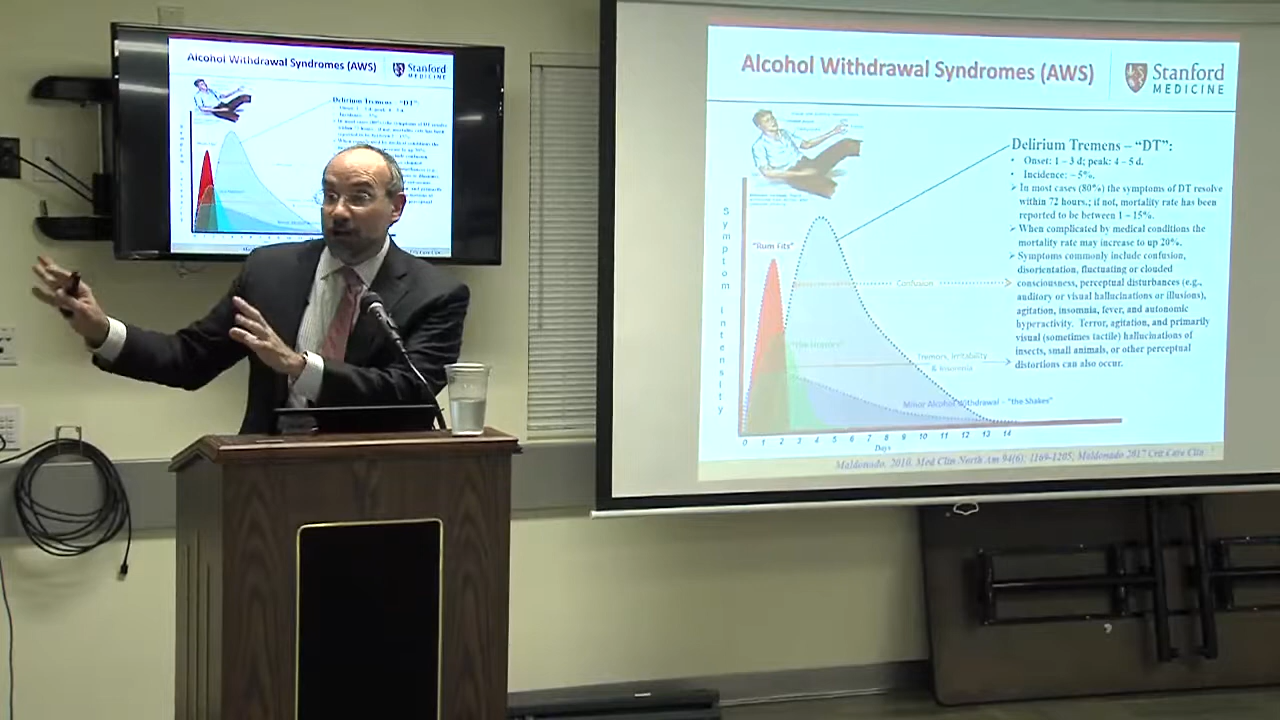 Alcohol Withdrawal Syndromes (AWS)
Stanford
MEDICINE
Delirium Tremens – "DT":
Alcohol Withdrawal Syndromes (AWS)
Stanford
MEDICINE
Delirium Tremens – "DT":
• Onset: 1 – 3 d; peak: 4 – 5 d.
• Incidence: ~ 5%.
➢ In most cases (80%) the symptoms of DT resolve
within 72 hours.; if not, mortality rate has been
reported to be between 1 – 15%.
➢ When complicated by medical conditions the
mortality rate may increase to up 20%.
➢ Symptoms commonly include confusion,
disorientation, fluctuating or clouded
consciousness, perceptual disturbances (e.g.,
auditory or visual hallucinations or illusions),
agitation, insomnia, fever, and autonomic
hyperactivity. Terror, agitation, and primarily
visual (sometimes tactile) hallucinations of
insects, small animals, or other perceptual
distortions can also occur.
Symptom Intensity
"Rum Fits"
Confusion
Tremors, Irritability
& Insomnia
Minor Alcohol Withdrawal – "the Shakes"
0 1 2 3 4 5 6 7 8 9 10 11 12 13 14
Days
Maldonado, 2010. Med Clin North Am 94(6); 1169-1205; Maldonado 2017 Crit Care Clin